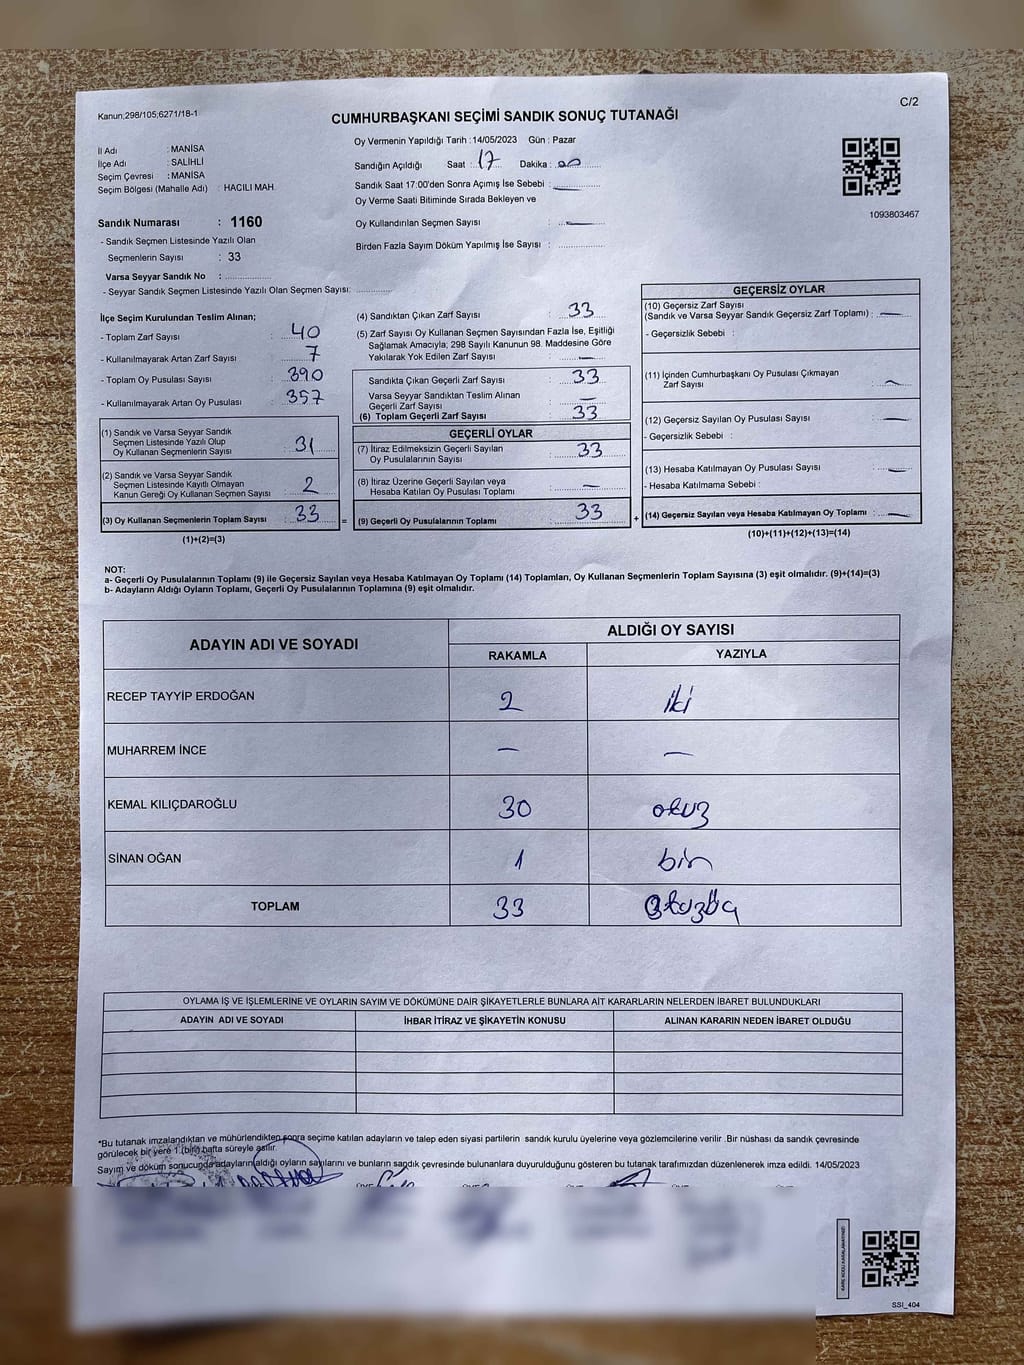 Kanun;298/105;6271/18-1
C/2
CUMHURBAŞKANI SEÇİMİ SANDIK SONUÇ TUTANAĞI
İl Adı : MANİSA
İlçe Adı : SALİHLİ
Seçim Çevresi : MANİSA
Seçim Bölgesi (Mahalle Adı) : HACILI MAH.
Sandık Numarası : 1160
- Sandık Seçmen Listesinde Yazılı Olan
Seçmenlerin Sayısı : 33
Varsa Seyyar Sandık No :
- Seyyar Sandık Seçmen Listesinde Yazılı Olan Seçmen Sayısı:
Oy Vermenin Yapıldığı Tarih :14/05/2023 Gün : Pazar
Sandığın Açıldığı Saat : 17 Dakika : 00
Sandık Saat 17:00'den Sonra Açımış İse Sebebi : —
Oy Verme Saati Bitiminde Sırada Bekleyen ve
Oy Kullandırılan Seçmen Sayısı : —
Birden Fazla Sayım Döküm Yapılmış İse Sayısı :
1093803467
İlçe Seçim Kurulundan Teslim Alınan;
- Toplam Zarf Sayısı : 40
- Kullanılmayarak Artan Zarf Sayısı : 7
- Toplam Oy Pusulası Sayısı : 390
- Kullanılmayarak Artan Oy Pusulası : 357
(1) Sandık ve Varsa Seyyar Sandık
Seçmen Listesinde Yazılı Olup
Oy Kullanan Seçmenlerin Sayısı : 31
(2) Sandık ve Varsa Seyyar Sandık
Seçmen Listesinde Kayıtlı Olmayan
Kanun Gereği Oy Kullanan Seçmen Sayısı : 2
(3) Oy Kullanan Seçmenlerin Toplam Sayısı : 33 =
(1)+(2)=(3)
(4) Sandıktan Çıkan Zarf Sayısı : 33
(5) Zarf Sayısı Oy Kullanan Seçmen Sayısından Fazla İse, Eşitliği
Sağlamak Amacıyla; 298 Sayılı Kanunun 98. Maddesine Göre
Yakılarak Yok Edilen Zarf Sayısı : —
Sandıkta Çıkan Geçerli Zarf Sayısı : 33
Varsa Seyyar Sandıktan Teslim Alınan
Geçerli Zarf Sayısı : —
(6) Toplam Geçerli Zarf Sayısı : 33
GEÇERLİ OYLAR
(7) İtiraz Edilmeksizin Geçerli Sayılan
Oy Pusulalarının Sayısı : 33
(8) İtiraz Üzerine Geçerli Sayılan veya
Hesaba Katılan Oy Pusulası Toplamı : —
(9) Geçerli Oy Pusulalarının Toplamı : 33 +
GEÇERSİZ OYLAR
(10) Geçersiz Zarf Sayısı
(Sandık ve Varsa Seyyar Sandık Geçersiz Zarf Toplamı) : —
- Geçersizlik Sebebi :
(11) İçinden Cumhurbaşkanı Oy Pusulası Çıkmayan
Zarf Sayısı : —
(12) Geçersiz Sayılan Oy Pusulası Sayısı : —
- Geçersizlik Sebebi :
(13) Hesaba Katılmayan Oy Pusulası Sayısı : —
- Hesaba Katılmama Sebebi :
(14) Geçersiz Sayılan veya Hesaba Katılmayan Oy Toplamı : —
(10)+(11)+(12)+(13)=(14)
NOT:
a- Geçerli Oy Pusulalarının Toplamı (9) ile Geçersiz Sayılan veya Hesaba Katılmayan Oy Toplamı (14) Toplamları, Oy Kullanan Seçmenlerin Toplam Sayısına (3) eşit olmalıdır. (9)+(14)=(3)
b- Adayların Aldığı Oyların Toplamı, Geçerli Oy Pusulalarının Toplamına (9) eşit olmalıdır.
ADAYIN ADI VE SOYADI
ALDIĞI OY SAYISI
RAKAMLA YAZIYLA
RECEP TAYYİP ERDOĞAN 2 iki
MUHARREM İNCE — —
KEMAL KILIÇDAROĞLU 30 otuz
SİNAN OĞAN 1 bir
TOPLAM 33 Otuzüç
OYLAMA İŞ VE İŞLEMLERİNE VE OYLARIN SAYIM VE DÖKÜMÜNE DAİR ŞİKAYETLERLE BUNLARA AİT KARARLARIN NELERDEN İBARET BULUNDUKLARI
ADAYIN ADI VE SOYADI İHBAR İTİRAZ VE ŞİKAYETİN KONUSU ALINAN KARARIN NEDEN İBARET OLDUĞU
*Bu tutanak imzalandıktan ve mühürlendikten sonra seçime katılan adayların ve talep eden siyasi partilerin sandık kurulu üyelerine veya gözlemcilerine verilir .Bir nüshası da sandık çevresinde
görülecek bir yere 1 (bir) hafta süreyle asılır.
Sayım ve döküm sonucunda adayların aldığı oyların sayılarını ve bunların sandık çevresinde bulunanlara duyurulduğunu gösteren bu tutanak tarafımızdan düzenlenerek imza edildi. 14/05/2023
SSI_404